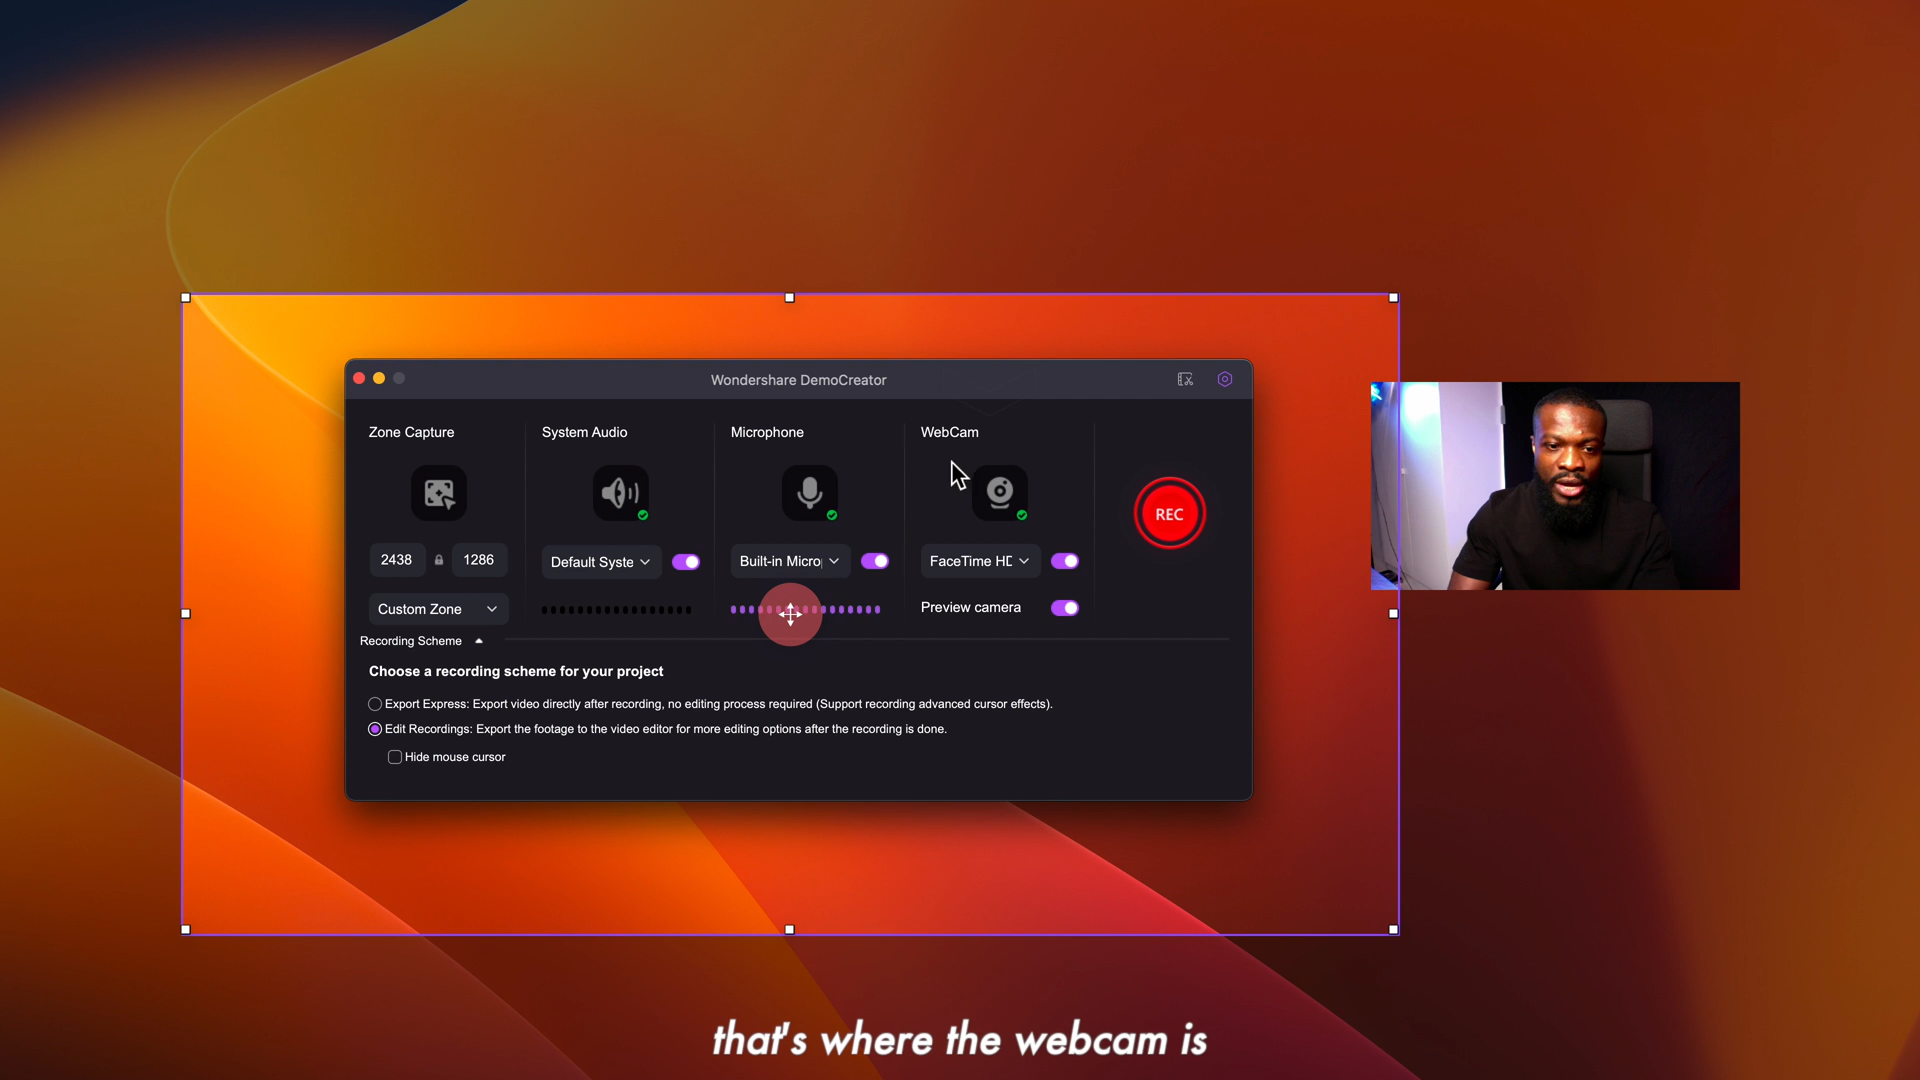 Wondershare DemoCreator
Zone Capture
System Audio
Microphone
WebCam
REC
2438
1286
Default Syste
Built-in Micro
FaceTime HD
Custom Zone
Preview camera
Recording Scheme
Choose a recording scheme for your project
Export Express: Export video directly after recording, no editing process required (Support recording advanced cursor effects).
Edit Recordings: Export the footage to the video editor for more editing options after the recording is done.
Hide mouse cursor
that's where the webcam is